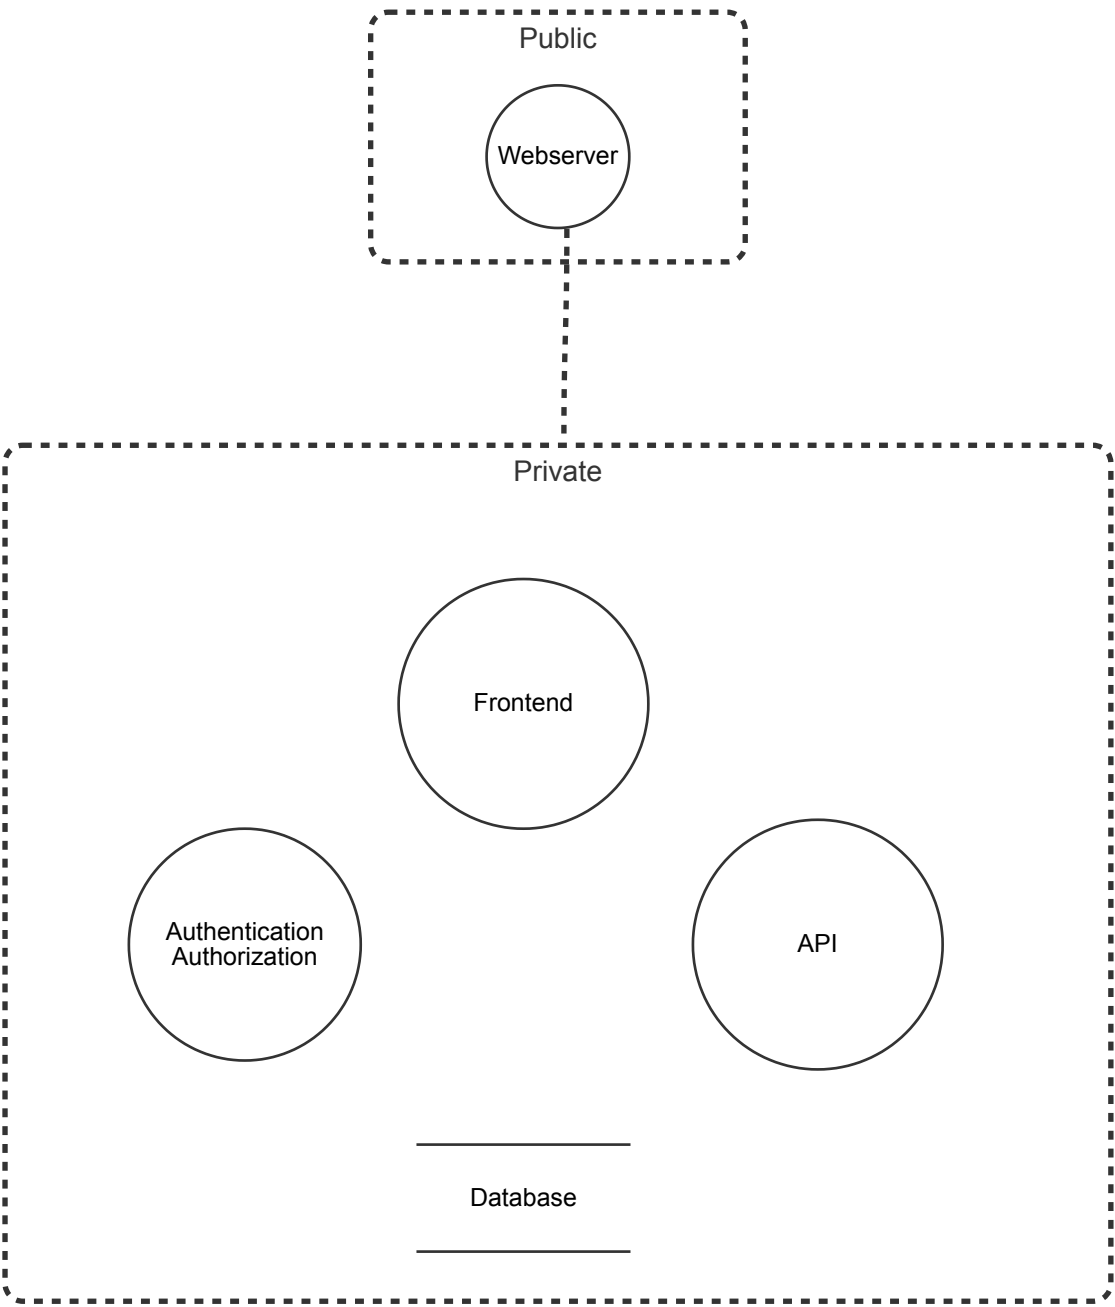 Public
Webserver
Private
Frontend
Authentication
Authorization
API
Database